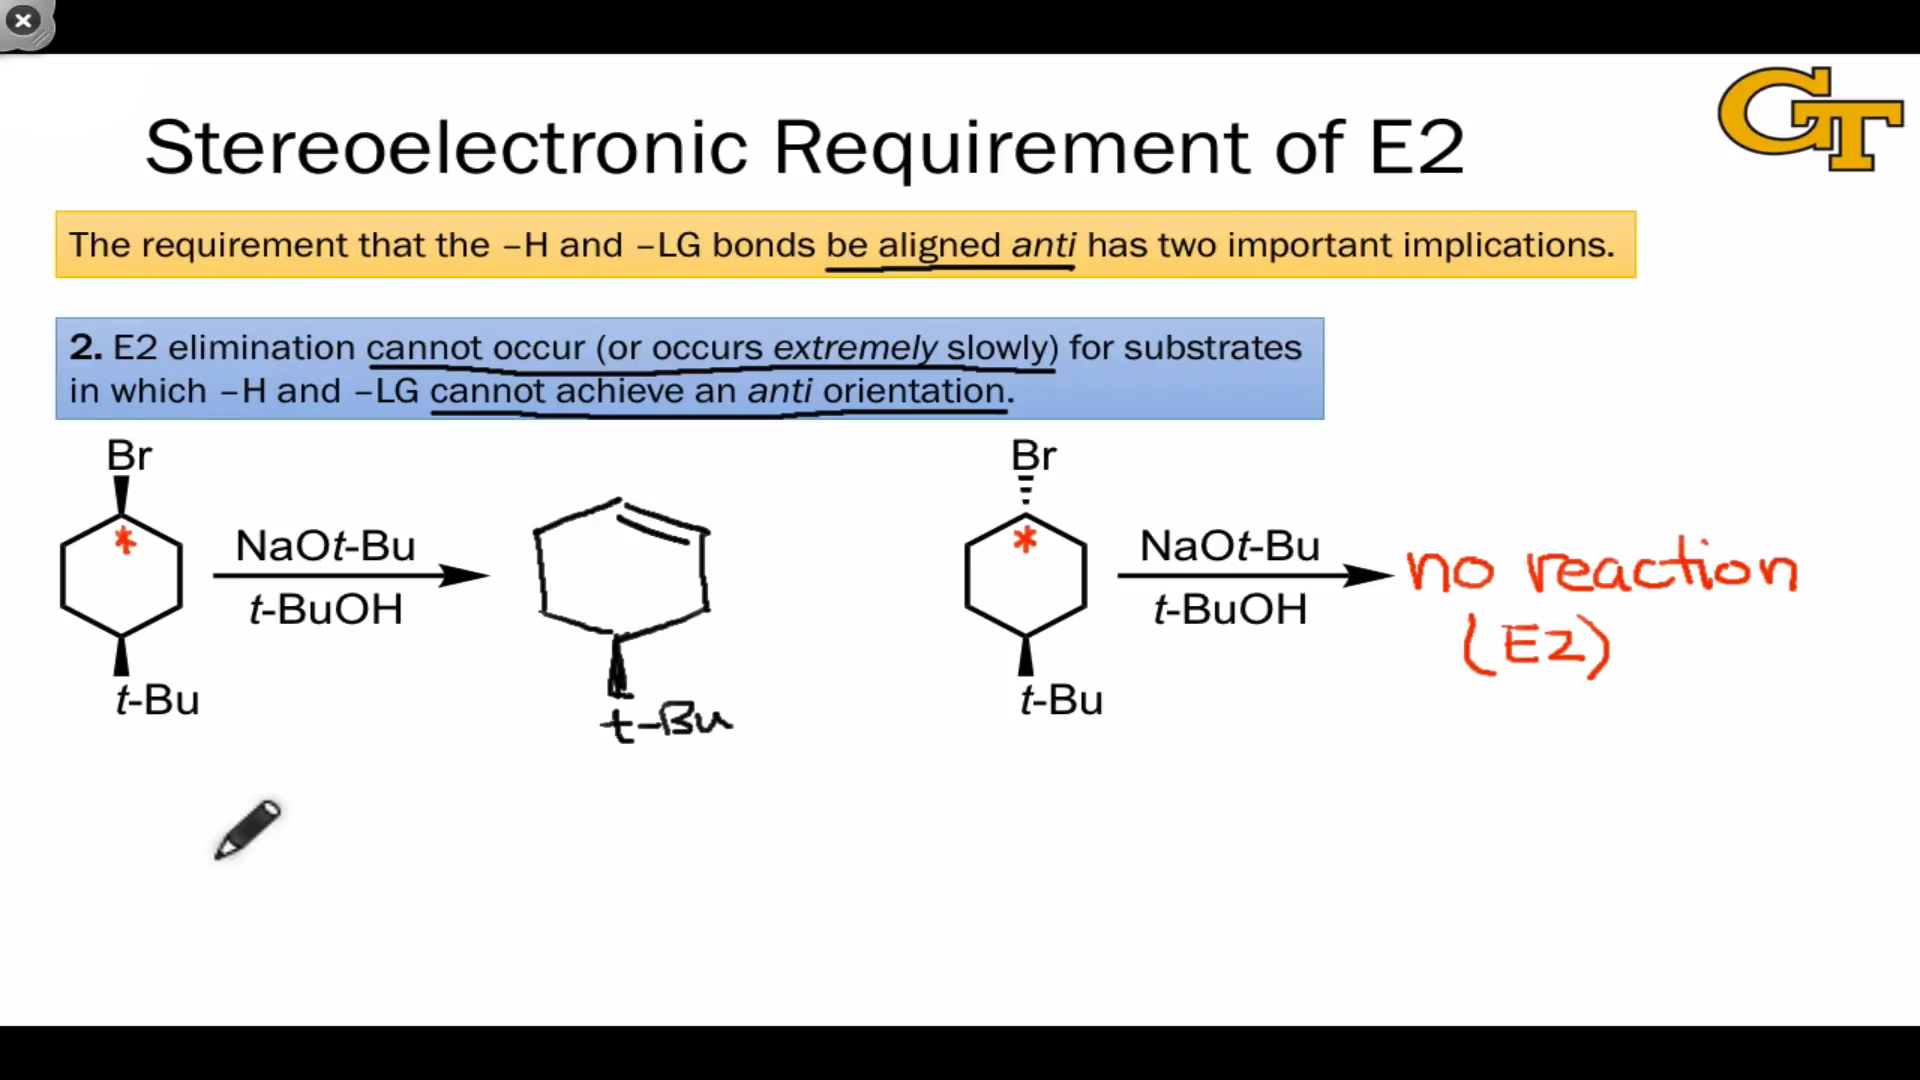 GT
Stereoelectronic Requirement of E2
The requirement that the –H and –LG bonds be aligned anti has two important implications.
2. E2 elimination cannot occur (or occurs extremely slowly) for substrates
in which –H and –LG cannot achieve an anti orientation.
Br
*
NaOt-Bu
t-BuOH
t-Bu
t-Bu
Br
*
NaOt-Bu
t-BuOH
t-Bu
no reaction
(E2)